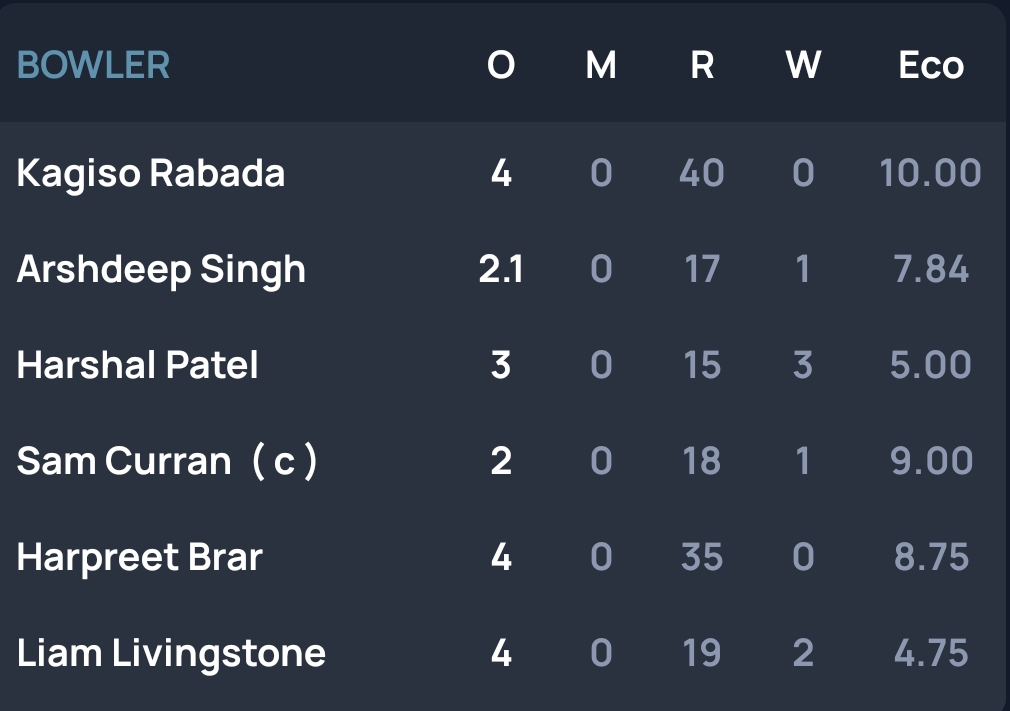 BOWLER O M R W Eco
Kagiso Rabada 4 0 40 0 10.00
Arshdeep Singh 2.1 0 17 1 7.84
Harshal Patel 3 0 15 3 5.00
Sam Curran ( c ) 2 0 18 1 9.00
Harpreet Brar 4 0 35 0 8.75
Liam Livingstone 4 0 19 2 4.75